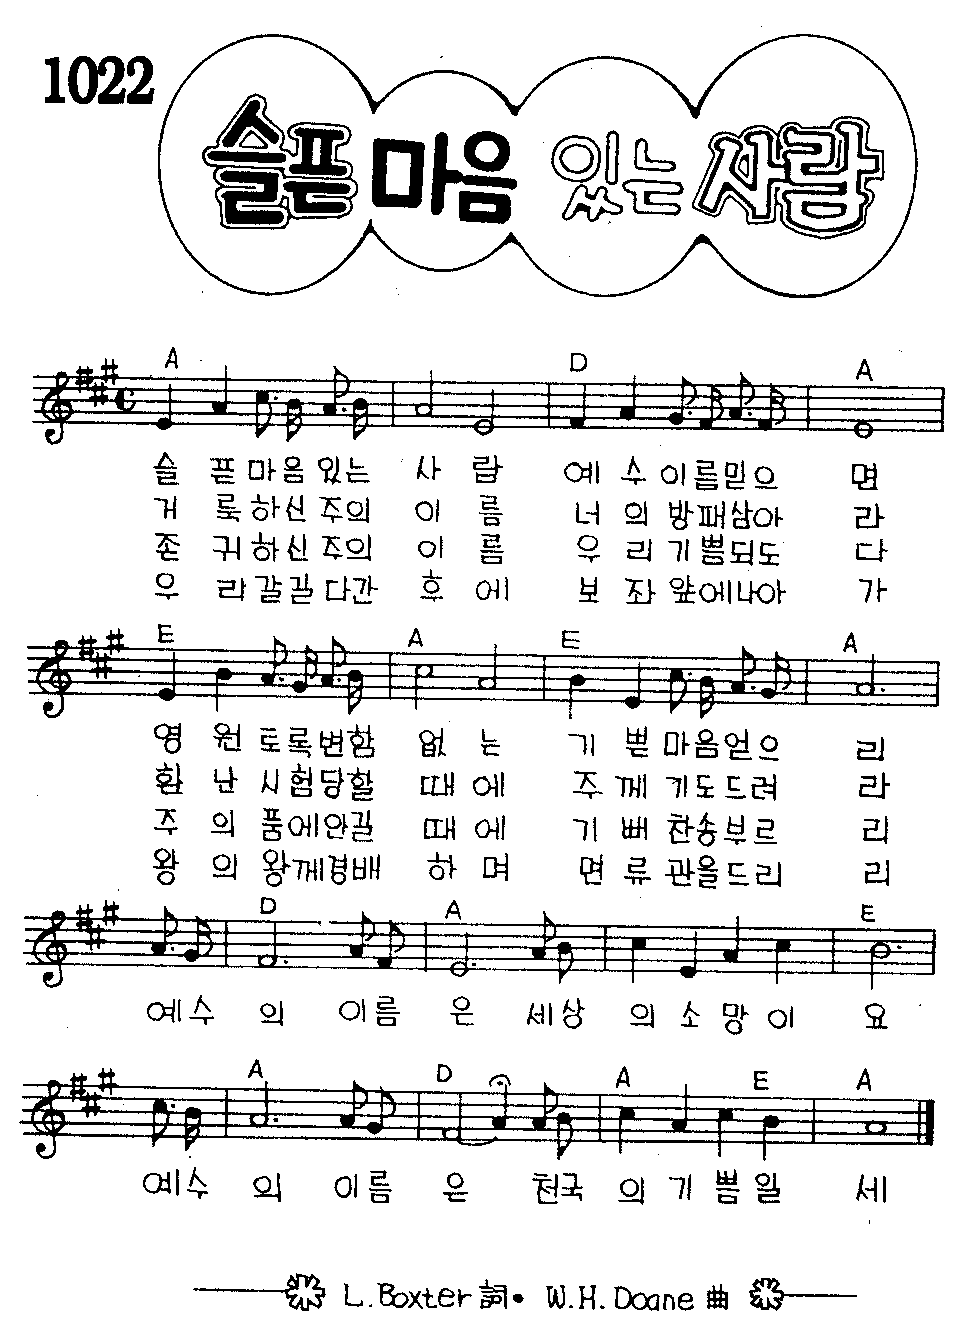 1022
슬픈 마음 있는 사람
A D A
슬 픈 마음 있는 사 람 예 수 이름믿으 면
거 룩하신 주의 이 름 너 의 방패삼아 라
존 귀하신 주의 이 름 우 리 기쁨되도 다
우 리갈길 다간 후 에 보 좌 앞에나아 가
E A E A
영 원 토록변함 없 는 기 쁜 마음얻으 리
환 난 시험당할 때에 주 께 기도드려 라
주 의 품에안길 때에 기 뻐 찬송부르 리
왕 의 왕께경배 하 며 면 류 관을드리 리
D A E
예수 의 이름 은 세상 의 소 망 이 요
A D A E A
예수 의 이름 은 천국 의 기 쁨 일 세
L. Boxter 詞 • W.H. Doane 曲